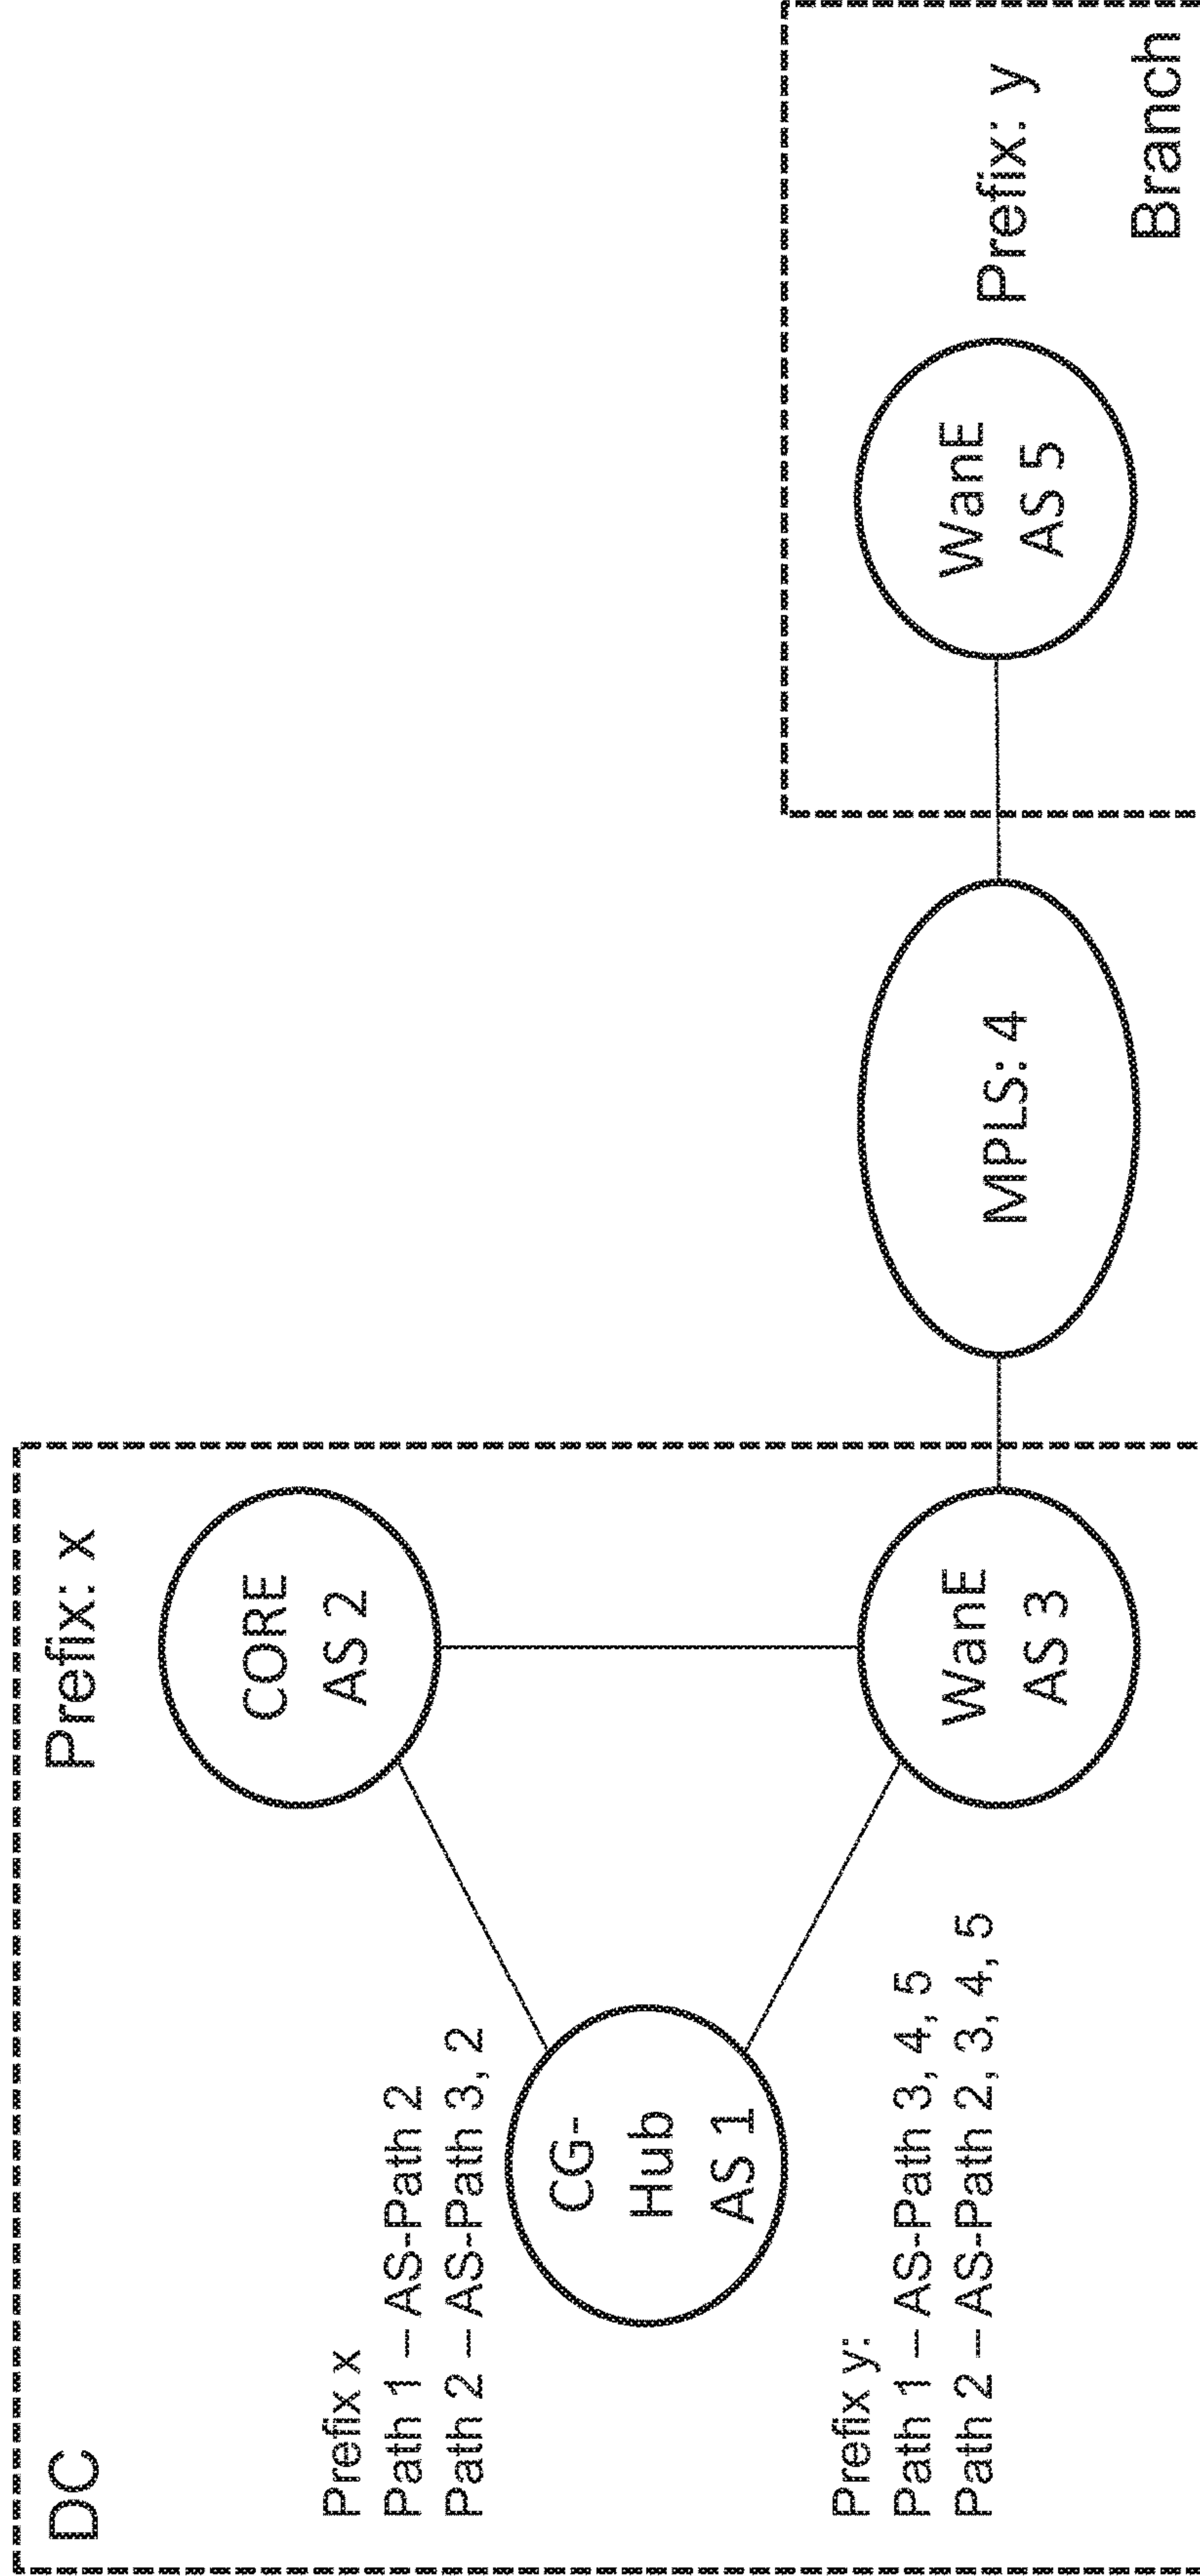 DC
Prefix: x
Prefix x
Path 1 – AS-Path 2
Path 2 – AS-Path 3, 2
CORE
AS 2
CG-
Hub
AS 1
Prefix y:
Path 1 – AS-Path 3, 4, 5
Path 2 – AS-Path 2, 3, 4, 5
WanE
AS 3
MPLS: 4
WanE
AS 5
Prefix: y
Branch